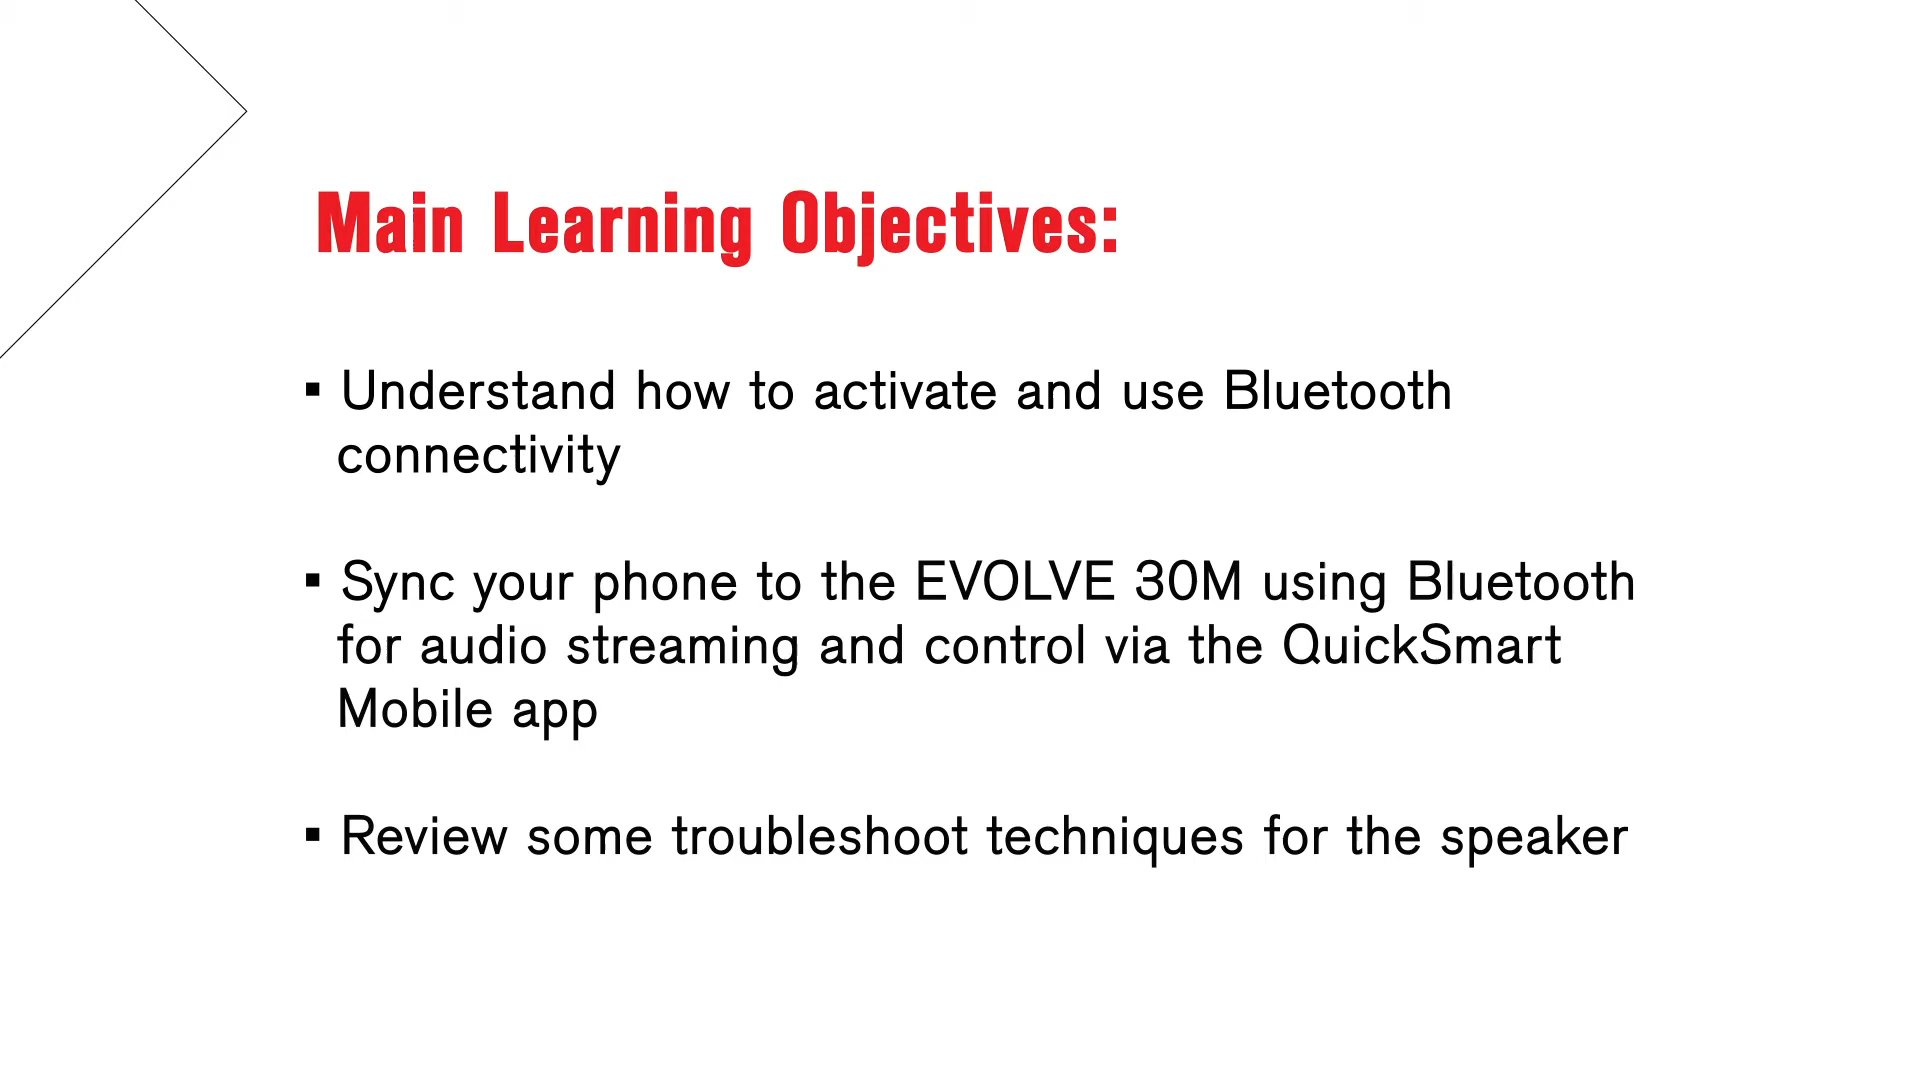 Main Learning Objectives:
▪ Understand how to activate and use Bluetooth
connectivity
▪ Sync your phone to the EVOLVE 30M using Bluetooth
for audio streaming and control via the QuickSmart
Mobile app
▪ Review some troubleshoot techniques for the speaker